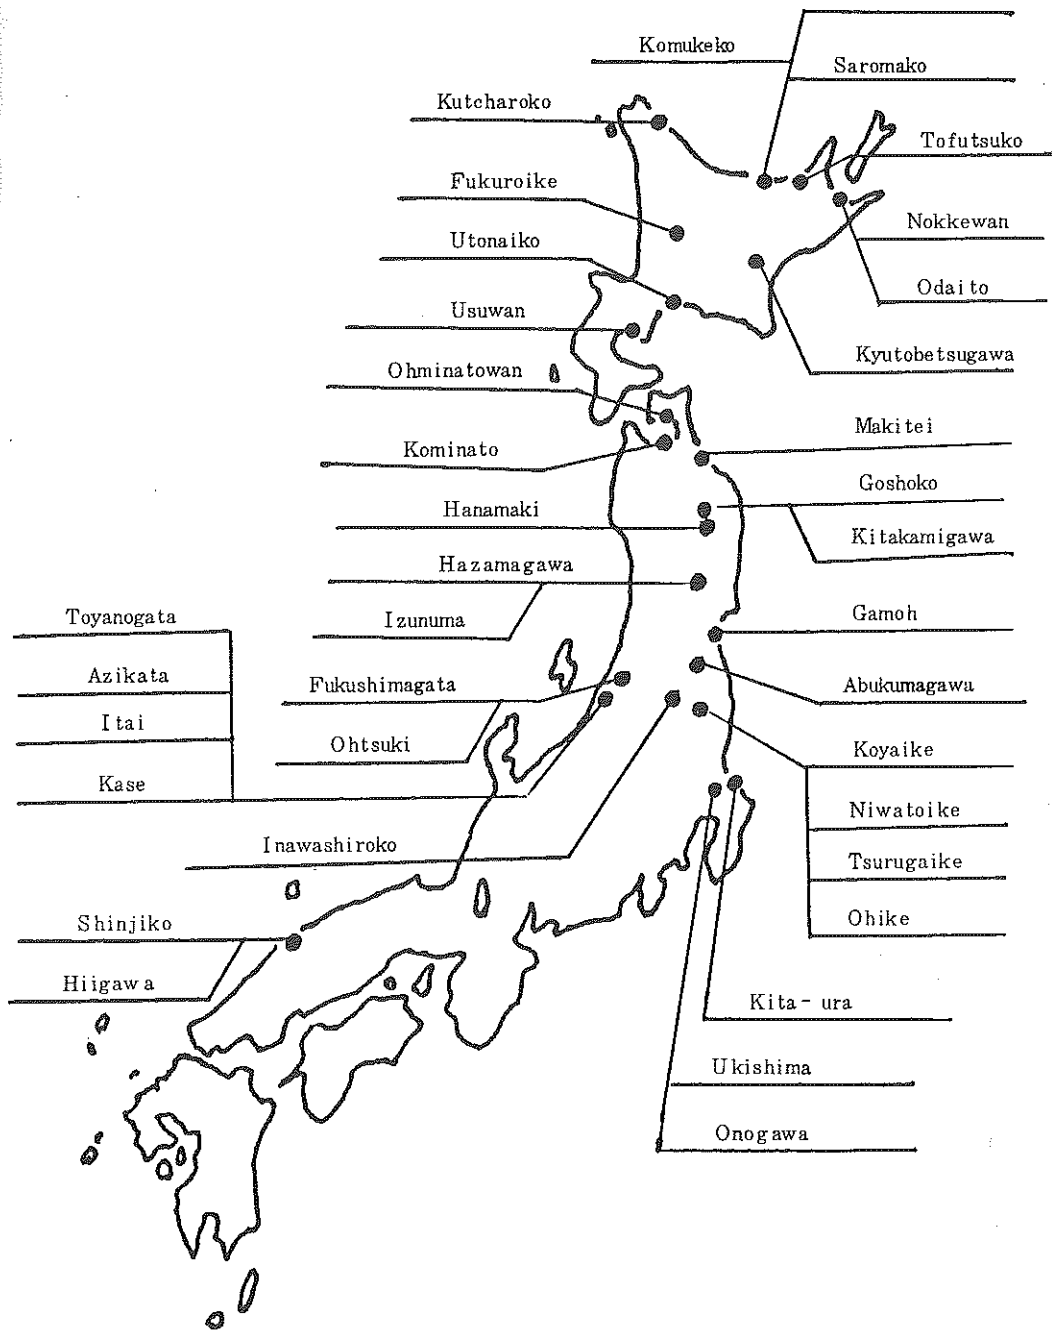 Komukeko
Saromako
Kutcharoko
Tofutsuko
Fukuroike
Nokkewan
Utonaiko
Odaito
Usuwan
Kyutobetsugawa
Ohminatowan
Makitei
Kominato
Goshoko
Hanamaki
Kitakamigawa
Hazamagawa
Izunuma
Gamoh
Toyanogata
Azikata
Itai
Kase
Fukushimagata
Abukumagawa
Ohtsuki
Koyaike
Niwatoike
Inawashiroko
Tsurugaike
Ohike
Shinjiko
Hiigawa
Kita-ura
Ukishima
Onogawa